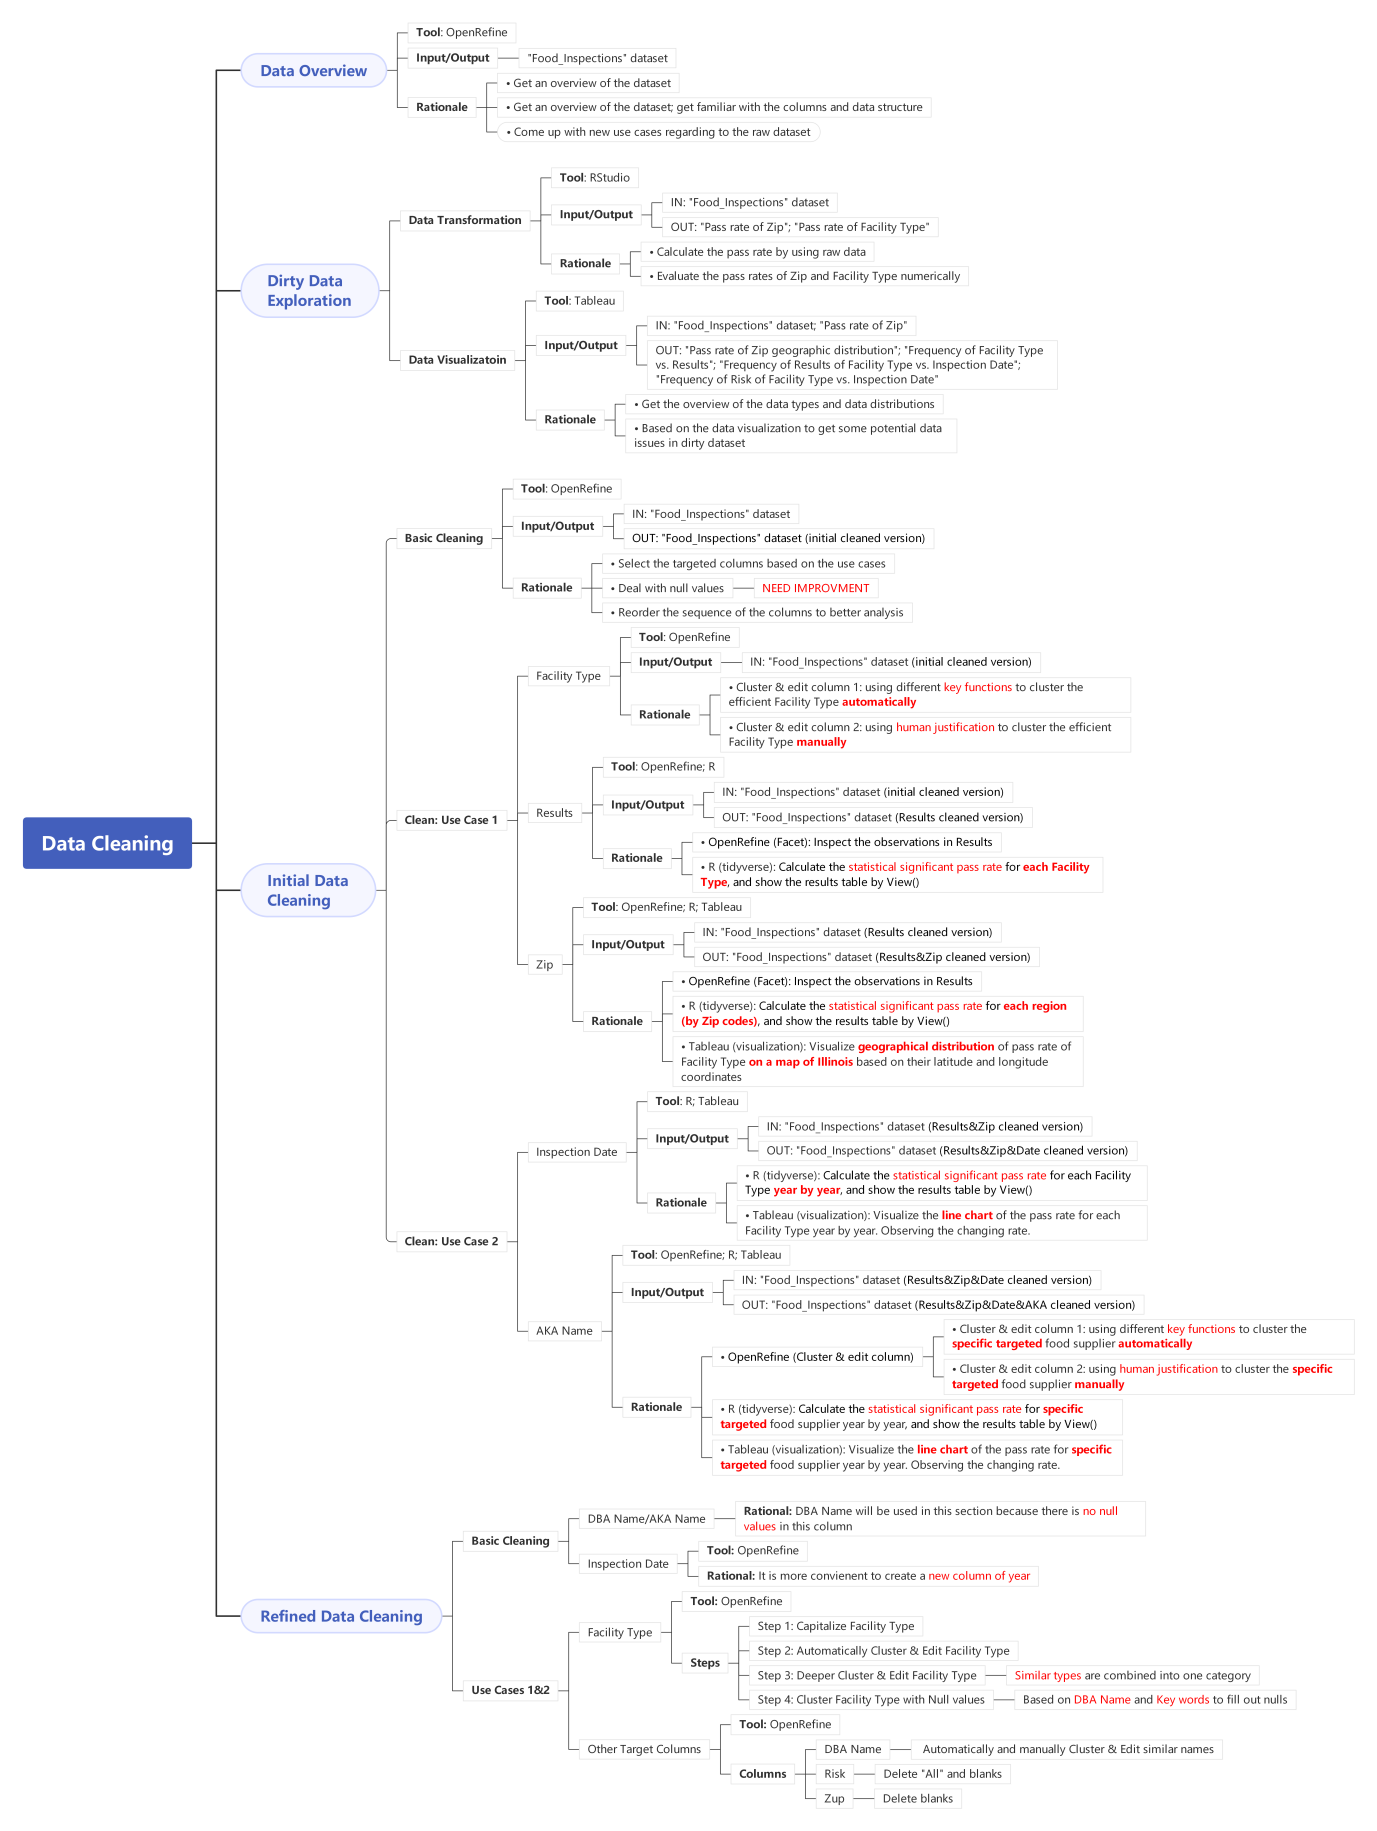 Data Cleaning
Data Overview
Tool: OpenRefine
Input/Output
"Food_Inspections" dataset
Rationale
• Get an overview of the dataset
• Get an overview of the dataset; get familiar with the columns and data structure
• Come up with new use cases regarding to the raw dataset
Dirty Data
Exploration
Data Transformation
Tool: RStudio
Input/Output
IN: "Food_Inspections" dataset
OUT: "Pass rate of Zip"; "Pass rate of Facility Type"
Rationale
• Calculate the pass rate by using raw data
• Evaluate the pass rates of Zip and Facility Type numerically
Data Visualizatoin
Tool: Tableau
Input/Output
IN: "Food_Inspections" dataset; "Pass rate of Zip"
OUT: "Pass rate of Zip geographic distribution"; "Frequency of Facility Type
vs. Results"; "Frequency of Results of Facility Type vs. Inspection Date";
"Frequency of Risk of Facility Type vs. Inspection Date"
Rationale
• Get the overview of the data types and data distributions
• Based on the data visualization to get some potential data
issues in dirty dataset
Initial Data
Cleaning
Basic Cleaning
Tool: OpenRefine
Input/Output
IN: "Food_Inspections" dataset
OUT: "Food_Inspections" dataset (initial cleaned version)
Rationale
• Select the targeted columns based on the use cases
• Deal with null values
NEED IMPROVMENT
• Reorder the sequence of the columns to better analysis
Clean: Use Case 1
Facility Type
Tool: OpenRefine
Input/Output
IN: "Food_Inspections" dataset (initial cleaned version)
Rationale
• Cluster & edit column 1: using different key functions to cluster the
efficient Facility Type automatically
• Cluster & edit column 2: using human justification to cluster the efficient
Facility Type manually
Results
Tool: OpenRefine; R
Input/Output
IN: "Food_Inspections" dataset (initial cleaned version)
OUT: "Food_Inspections" dataset (Results cleaned version)
Rationale
• OpenRefine (Facet): Inspect the observations in Results
• R (tidyverse): Calculate the statistical significant pass rate for each Facility
Type, and show the results table by View()
Zip
Tool: OpenRefine; R; Tableau
Input/Output
IN: "Food_Inspections" dataset (Results cleaned version)
OUT: "Food_Inspections" dataset (Results&Zip cleaned version)
Rationale
• OpenRefine (Facet): Inspect the observations in Results
• R (tidyverse): Calculate the statistical significant pass rate for each region
(by Zip codes), and show the results table by View()
• Tableau (visualization): Visualize geographical distribution of pass rate of
Facility Type on a map of Illinois based on their latitude and longitude
coordinates
Clean: Use Case 2
Inspection Date
Tool: R; Tableau
Input/Output
IN: "Food_Inspections" dataset (Results&Zip cleaned version)
OUT: "Food_Inspections" dataset (Results&Zip&Date cleaned version)
Rationale
• R (tidyverse): Calculate the statistical significant pass rate for each Facility
Type year by year, and show the results table by View()
• Tableau (visualization): Visualize the line chart of the pass rate for each
Facility Type year by year. Observing the changing rate.
AKA Name
Tool: OpenRefine; R; Tableau
Input/Output
IN: "Food_Inspections" dataset (Results&Zip&Date cleaned version)
OUT: "Food_Inspections" dataset (Results&Zip&Date&AKA cleaned version)
Rationale
• OpenRefine (Cluster & edit column)
• Cluster & edit column 1: using different key functions to cluster the
specific targeted food supplier automatically
• Cluster & edit column 2: using human justification to cluster the specific
targeted food supplier manually
• R (tidyverse): Calculate the statistical significant pass rate for specific
targeted food supplier year by year, and show the results table by View()
• Tableau (visualization): Visualize the line chart of the pass rate for specific
targeted food supplier year by year. Observing the changing rate.
Refined Data Cleaning
Basic Cleaning
DBA Name/AKA Name
Rational: DBA Name will be used in this section because there is no null
values in this column
Inspection Date
Tool: OpenRefine
Rational: It is more convienent to create a new column of year
Use Cases 1&2
Facility Type
Tool: OpenRefine
Steps
Step 1: Capitalize Facility Type
Step 2: Automatically Cluster & Edit Facility Type
Step 3: Deeper Cluster & Edit Facility Type
Similar types are combined into one category
Step 4: Cluster Facility Type with Null values
Based on DBA Name and Key words to fill out nulls
Other Target Columns
Tool: OpenRefine
Columns
DBA Name
Automatically and manually Cluster & Edit similar names
Risk
Delete "All" and blanks
Zup
Delete blanks